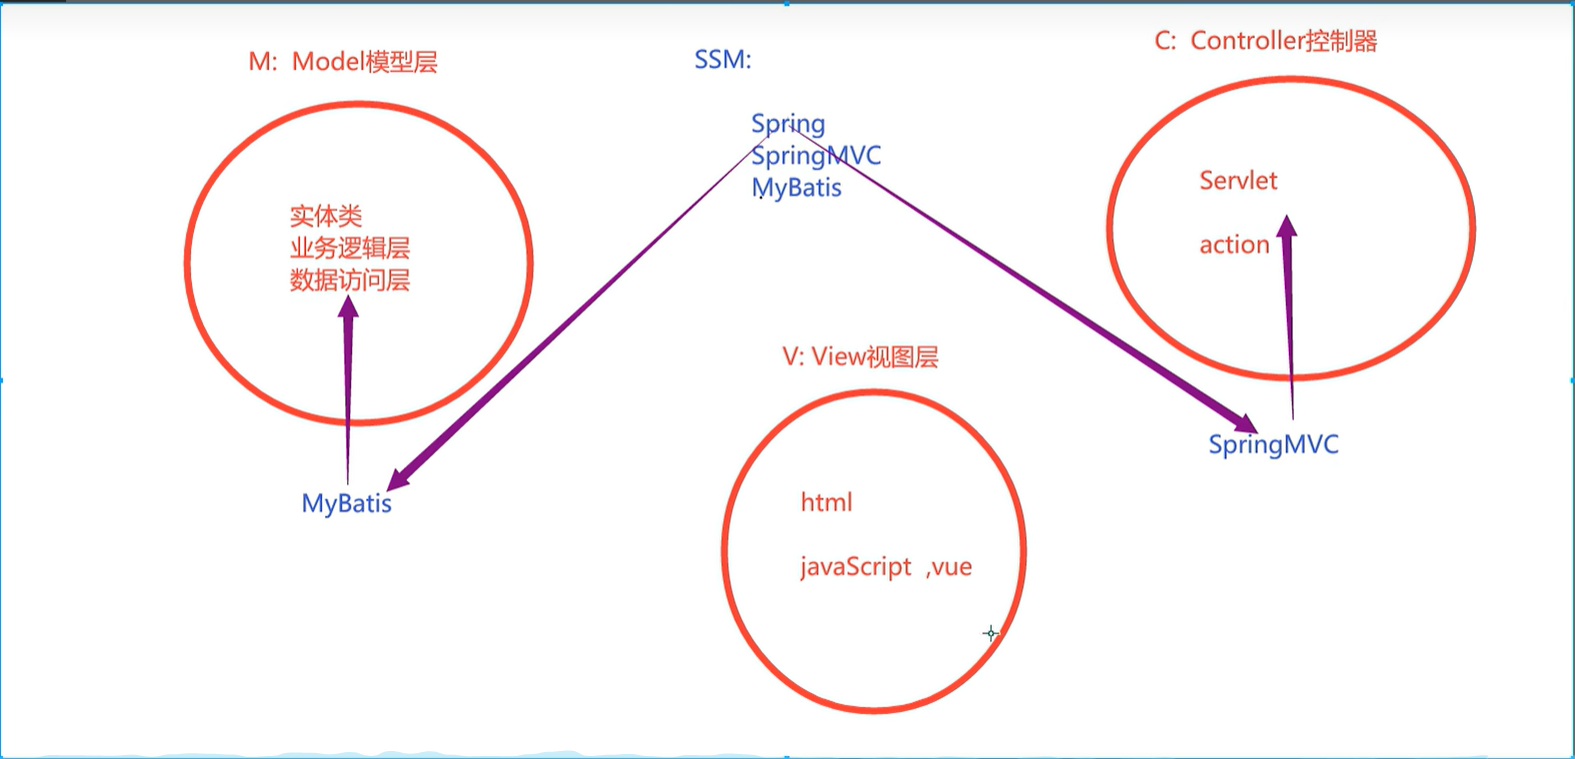 M:  Model模型层
实体类
业务逻辑层
数据访问层
MyBatis
SSM:
Spring
SpringMVC
MyBatis
V: View视图层
html
javaScript  ,vue
C:  Controller控制器
Servlet
action
SpringMVC